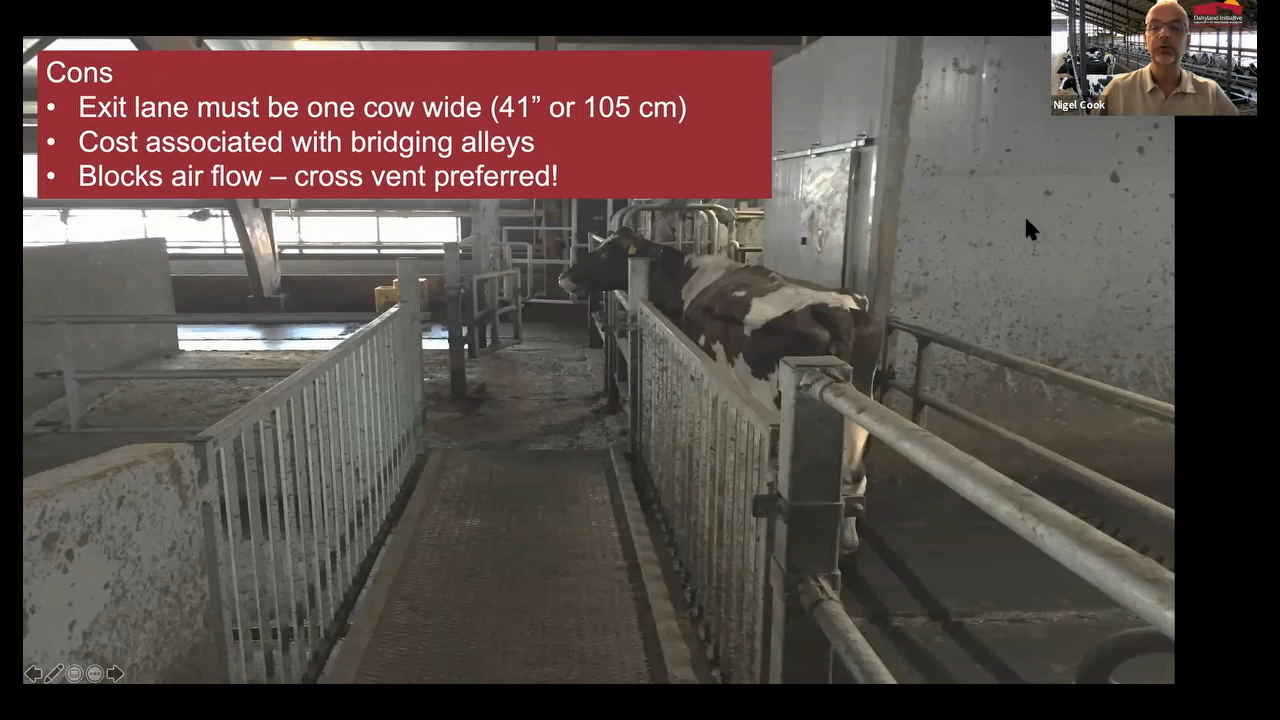 Cons
• Exit lane must be one cow wide (41” or 105 cm)
• Cost associated with bridging alleys
• Blocks air flow – cross vent preferred!
Dairyland Initiative
Nigel Cook